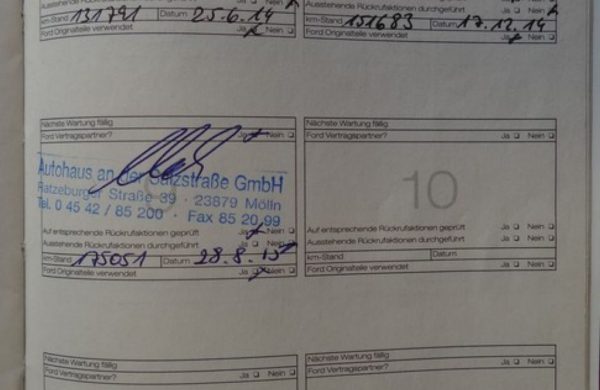 Ausstehende Rückrufaktionen durchgeführt Ja Nein
km-Stand 131791 Datum 25.6.14
Ford Originalteile verwendet Ja Nein
Ausstehende Rückrufaktionen durchgeführt Ja Nein
km-Stand 151683 Datum 17.12.14
Ford Originalteile verwendet Ja Nein
Nächste Wartung fällig
Ford Vertragspartner? Ja Nein
9
Autohaus an der Salzstraße GmbH
Ratzeburger Straße 39 · 23879 Mölln
Tel. 0 45 42 / 85 200 · Fax 85 20 99
Auf entsprechende Rückrufaktionen geprüft Ja Nein
Ausstehende Rückrufaktionen durchgeführt Ja Nein
km-Stand 175051 Datum 28.8.15
Ford Originalteile verwendet Ja Nein
Nächste Wartung fällig
Ford Vertragspartner? Ja Nein
10
Auf entsprechende Rückrufaktionen geprüft Ja Nein
Ausstehende Rückrufaktionen durchgeführt Ja Nein
km-Stand Datum
Ford Originalteile verwendet Ja Nein
Nächste Wartung fällig
Ford Vertragspartner? Ja Nein
Nächste Wartung fällig
Ford Vertragspartner? Ja Nein